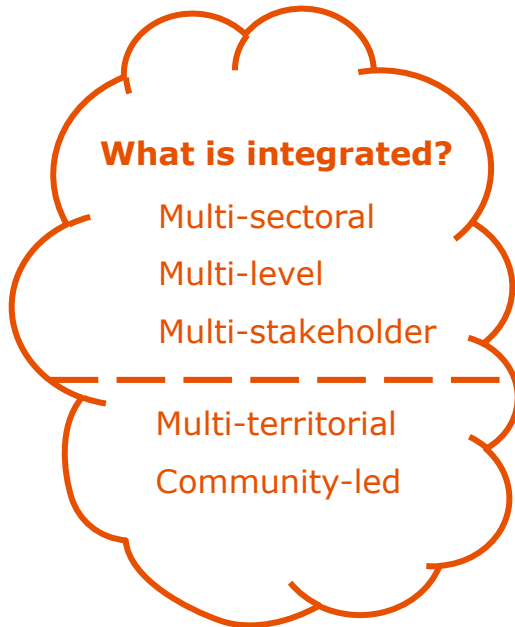 What is integrated?
Multi-sectoral
Multi-level
Multi-stakeholder
Multi-territorial
Community-led